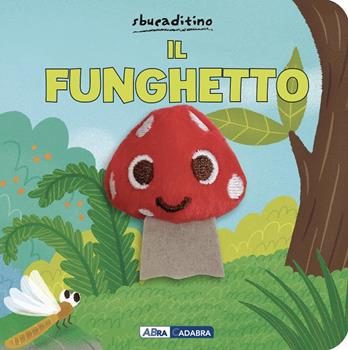 sbucaditino
IL
FUNGHETTO
ABRA CADABRA